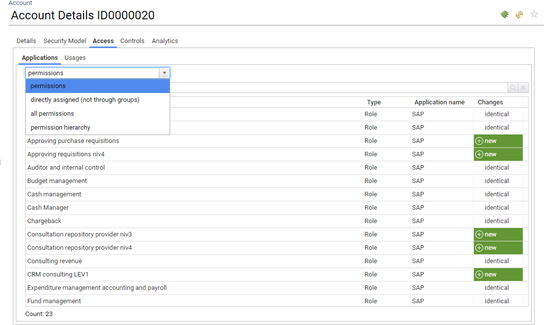 Account
Account Details ID0000020
Details Security Model Access Controls Analytics
Applications Usages
permissions
permissions
directly assigned (not through groups)
all permissions
permission hierarchy
Type Application name Changes
Role SAP identical
Approving purchase requisitions Role SAP new
Approving requisitions niv4 Role SAP new
Auditor and internal control Role SAP identical
Budget management Role SAP identical
Cash management Role SAP identical
Cash Manager Role SAP identical
Chargeback Role SAP identical
Consultation repository provider niv3 Role SAP new
Consultation repository provider niv4 Role SAP new
Consulting revenue Role SAP identical
CRM consulting LEV1 Role SAP new
Expenditure management accounting and payroll Role SAP identical
Fund management Role SAP identical
Count: 23